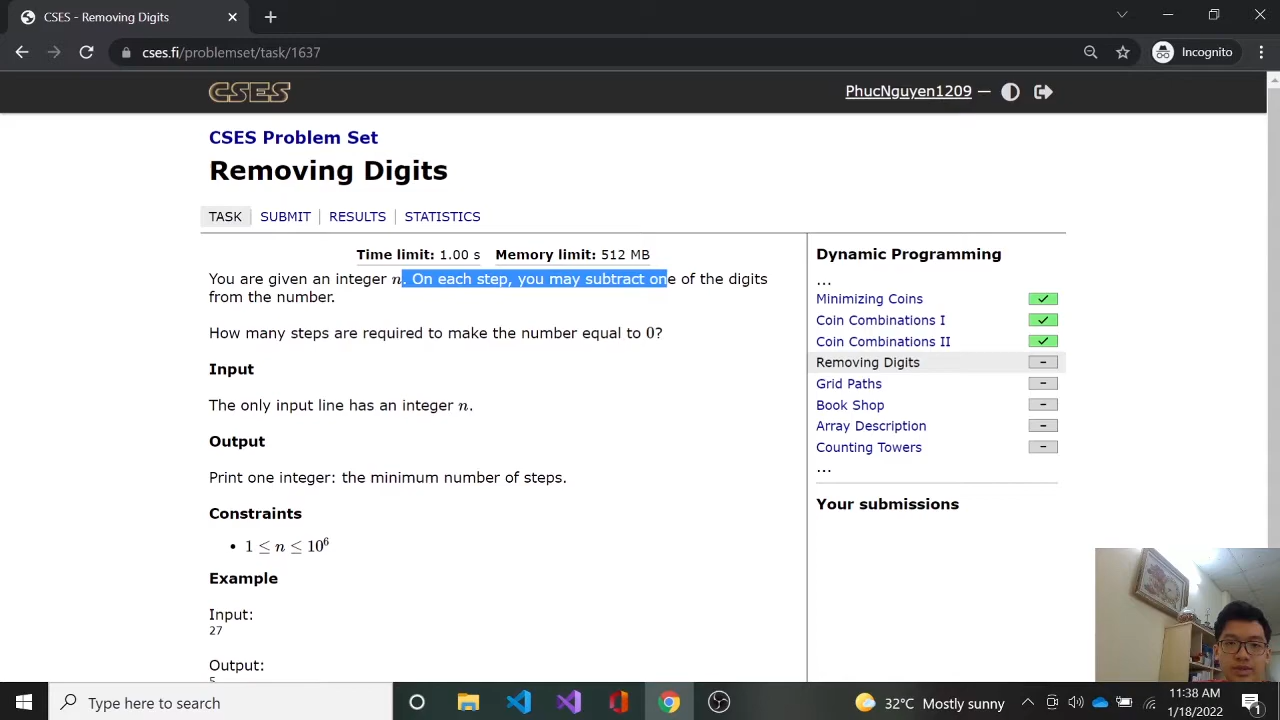 CSES - Removing Digits
cses.fi/problemset/task/1637
Incognito
CSES
PhucNguyen1209 —
CSES Problem Set
Removing Digits
TASK
SUBMIT
RESULTS
STATISTICS
Time limit: 1.00 s
Memory limit: 512 MB
You are given an integer n. On each step, you may subtract one of the digits
from the number.
How many steps are required to make the number equal to 0?
Input
The only input line has an integer n.
Output
Print one integer: the minimum number of steps.
Constraints
• 1 ≤ n ≤ 10⁶
Example
Input:
27
Output:
5
Dynamic Programming
...
Minimizing Coins
Coin Combinations I
Coin Combinations II
Removing Digits –
Grid Paths –
Book Shop –
Array Description –
Counting Towers –
...
Your submissions
Type here to search
32°C Mostly sunny
11:38 AM
1/18/2022
1